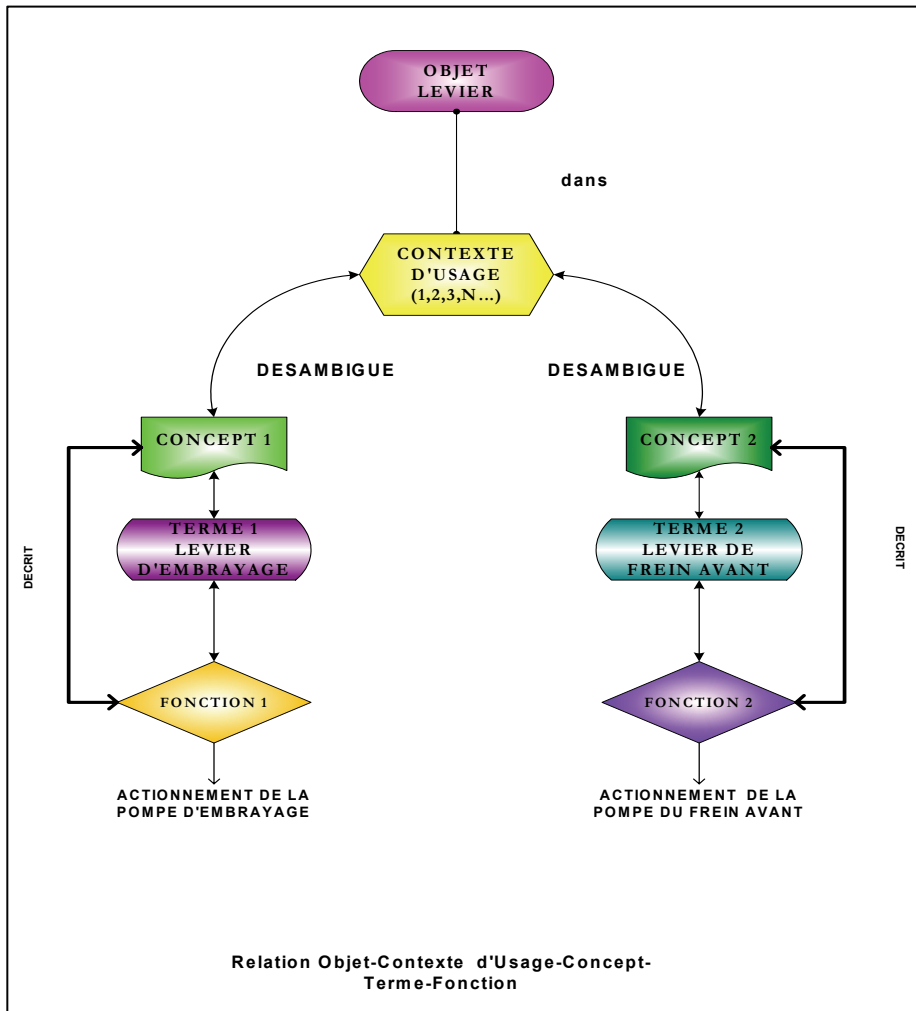 OBJET
LEVIER
dans
CONTEXTE
D'USAGE
(1,2,3,N...)
DESAMBIGUE
DESAMBIGUE
CONCEPT 1
CONCEPT 2
TERME 1
LEVIER
D'EMBRAYAGE
TERME 2
LEVIER DE
FREIN AVANT
DECRIT
DECRIT
FONCTION 1
FONCTION 2
ACTIONNEMENT DE LA
POMPE D'EMBRAYAGE
ACTIONNEMENT DE LA
POMPE DU FREIN AVANT
Relation Objet-Contexte d'Usage-Concept-
Terme-Fonction